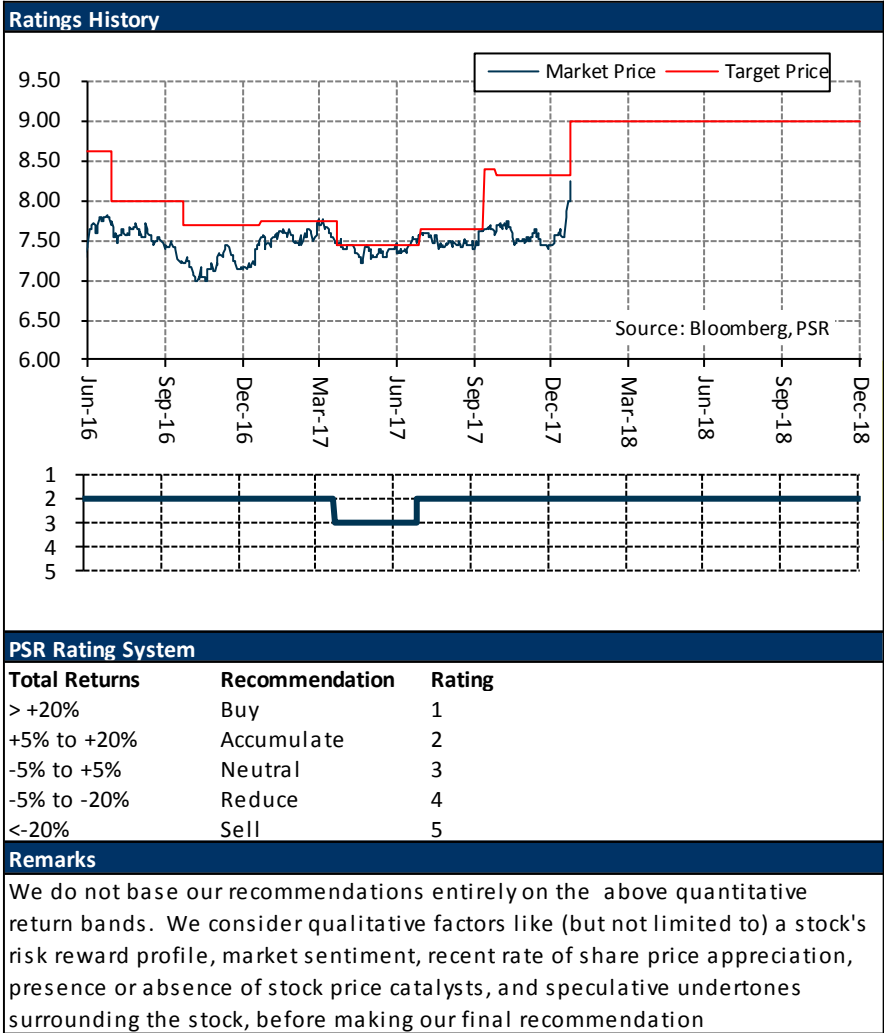 Ratings History
Market Price Target Price
9.50
9.00
8.50
8.00
7.50
7.00
6.50
6.00
Source: Bloomberg, PSR
Jun-16 Sep-16 Dec-16 Mar-17 Jun-17 Sep-17 Dec-17 Mar-18 Jun-18 Dec-18
1
2
3
4
5
PSR Rating System
Total Returns Recommendation Rating
> +20% Buy 1
+5% to +20% Accumulate 2
-5% to +5% Neutral 3
-5% to -20% Reduce 4
<-20% Sell 5
Remarks
We do not base our recommendations entirely on the above quantitative
return bands. We consider qualitative factors like (but not limited to) a stock's
risk reward profile, market sentiment, recent rate of share price appreciation,
presence or absence of stock price catalysts, and speculative undertones
surrounding the stock, before making our final recommendation